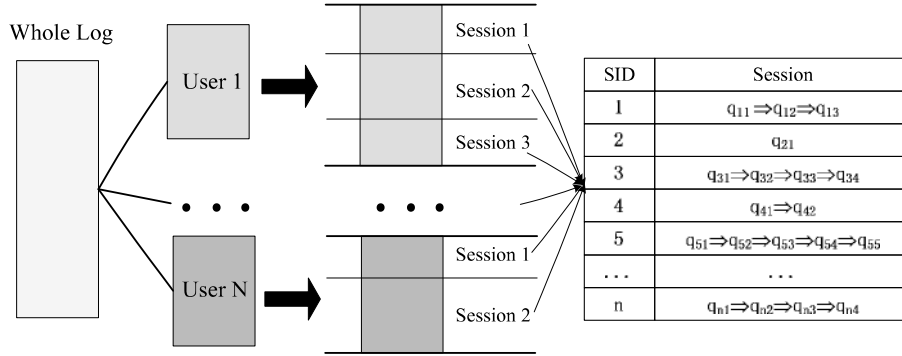 Whole Log
User 1
• • •
User N
Session 1
Session 2
Session 3
• • •
Session 1
Session 2
SID Session
1 q₁₁⇒q₁₂⇒q₁₃
2 q₂₁
3 q₃₁⇒q₃₂⇒q₃₃⇒q₃₄
4 q₄₁⇒q₄₂
5 q₅₁⇒q₅₂⇒q₅₃⇒q₅₄⇒q₅₅
... ...
n qₙ₁⇒qₙ₂⇒qₙ₃⇒qₙ₄